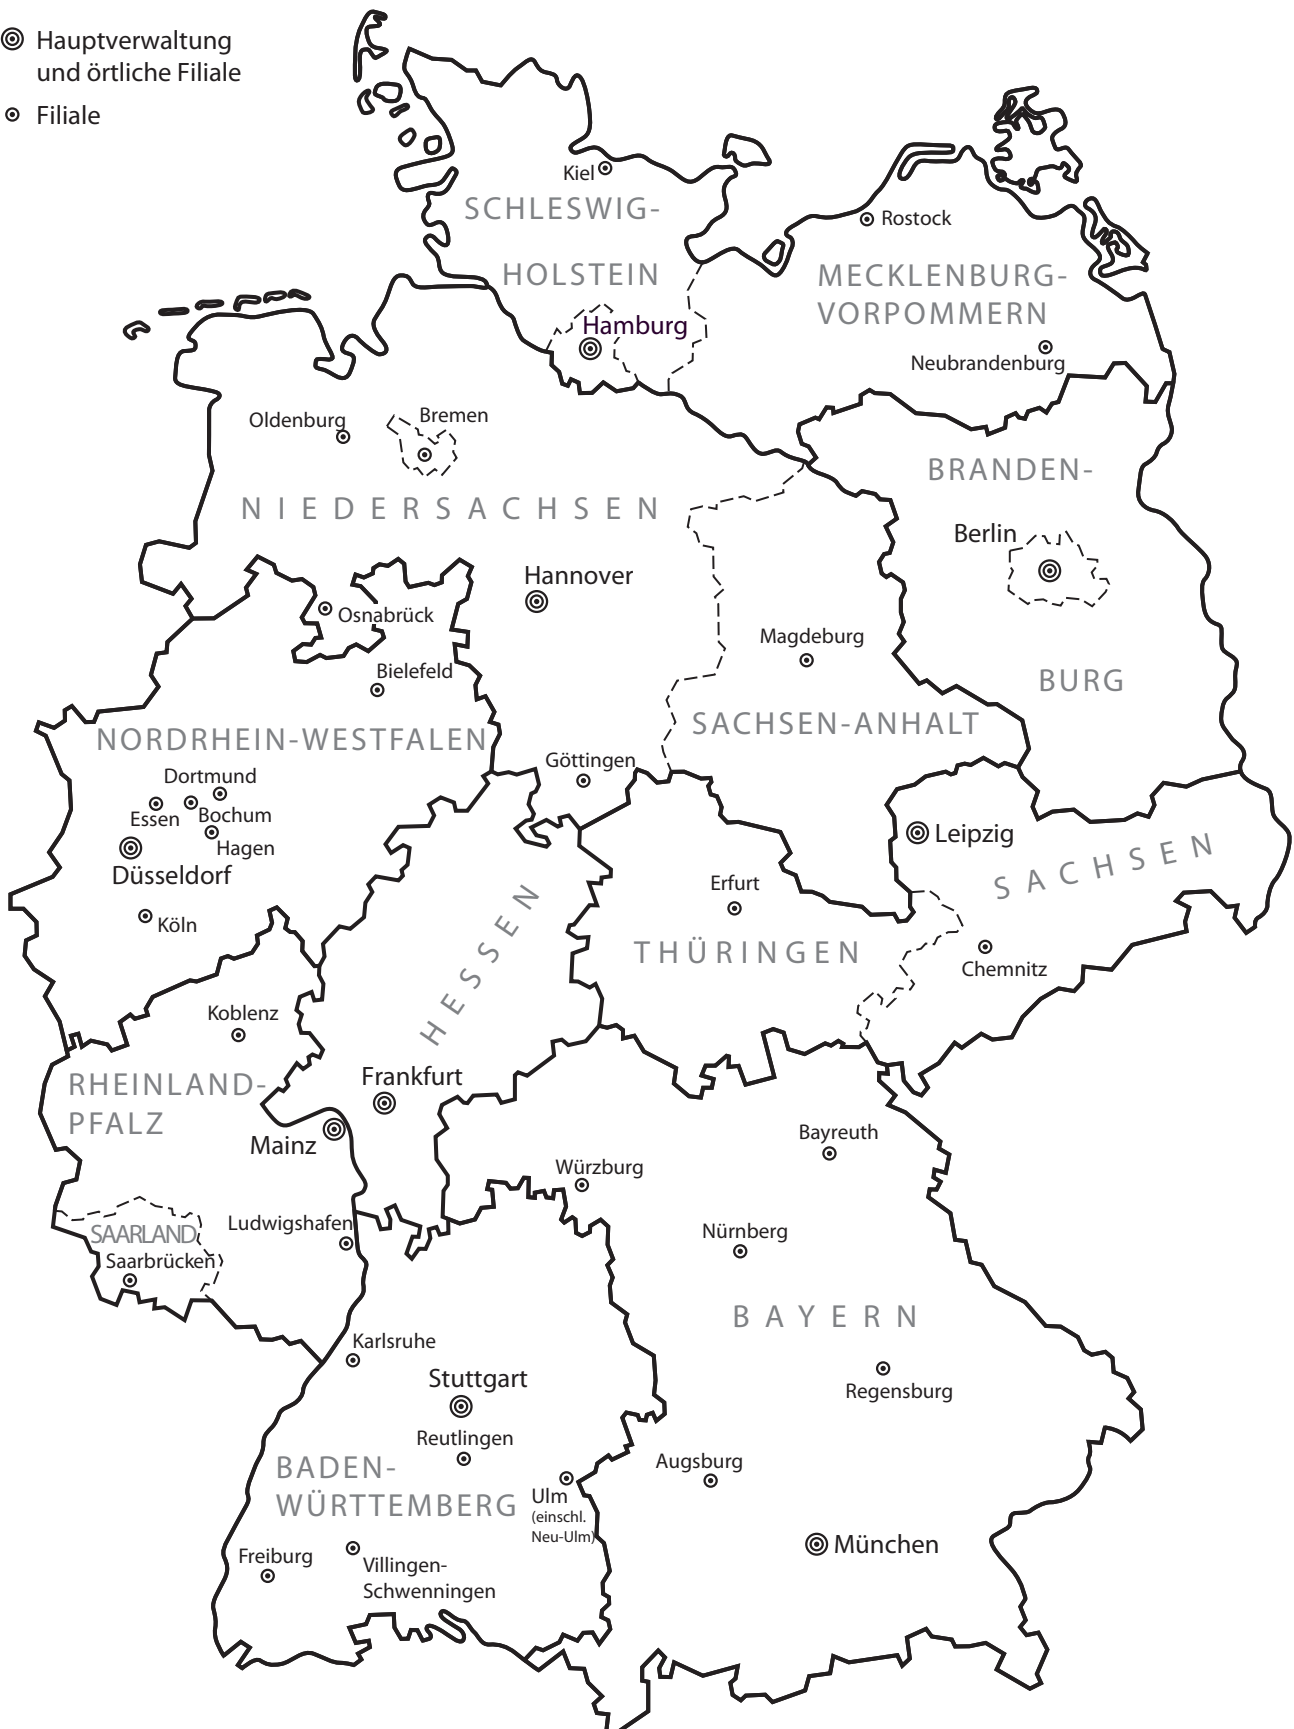 Hauptverwaltung
und örtliche Filiale
Filiale
Kiel
SCHLESWIG-
HOLSTEIN
Rostock
MECKLENBURG-
VORPOMMERN
Hamburg
Neubrandenburg
Oldenburg
Bremen
NIEDERSACHSEN
BRANDEN-
Berlin
Hannover
Osnabrück
Magdeburg
Bielefeld
BURG
SACHSEN-ANHALT
NORDRHEIN-WESTFALEN
Göttingen
Dortmund
Essen
Bochum
Hagen
Düsseldorf
Leipzig
SACHSEN
Erfurt
HESSEN
Köln
THÜRINGEN
Chemnitz
Koblenz
RHEINLAND-
PFALZ
Frankfurt
Mainz
Bayreuth
Würzburg
SAARLAND
Ludwigshafen
Nürnberg
Saarbrücken
BAYERN
Karlsruhe
Stuttgart
Regensburg
Reutlingen
Augsburg
BADEN-
WÜRTTEMBERG
Ulm
(einschl.
Neu-Ulm)
München
Freiburg
Villingen-
Schwenningen